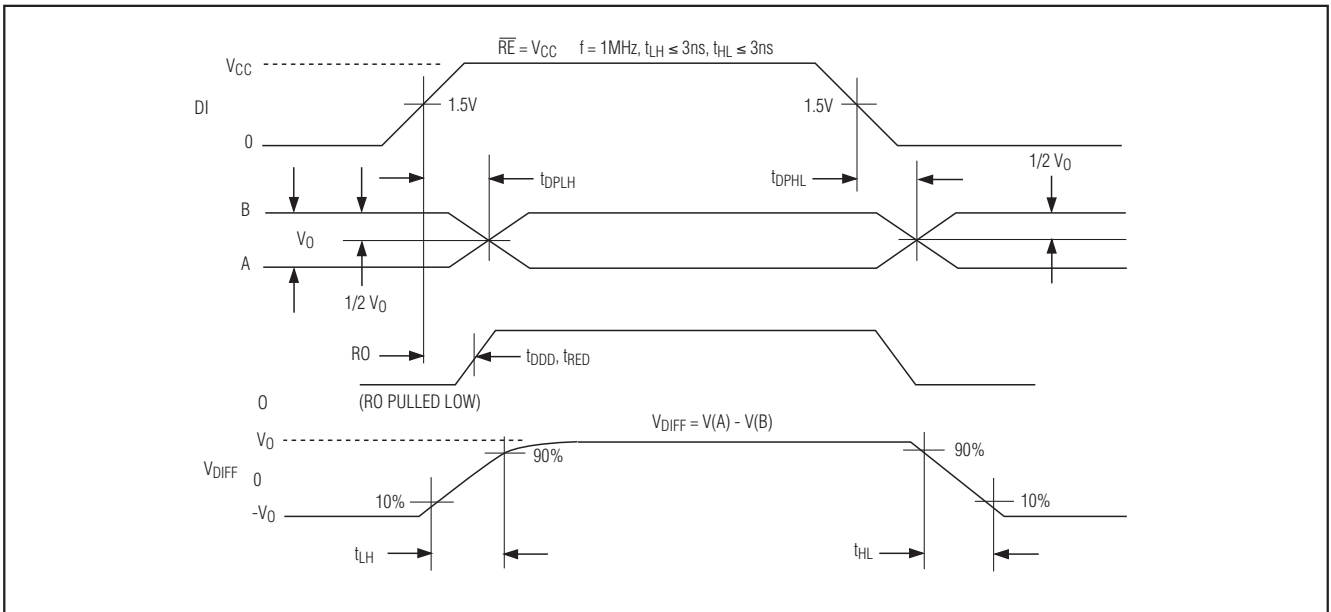 RE = VCC f = 1MHz, tLH ≤ 3ns, tHL ≤ 3ns
VCC
DI
1.5V
1.5V
0
1/2 VO
tDPLH
tDPHL
B
VO
A
1/2 VO
RO
tDDD, tRED
(RO PULLED LOW)
O
VDIFF = V(A) - V(B)
VO
90%
90%
VDIFF
0
10%
10%
-VO
tLH
tHL